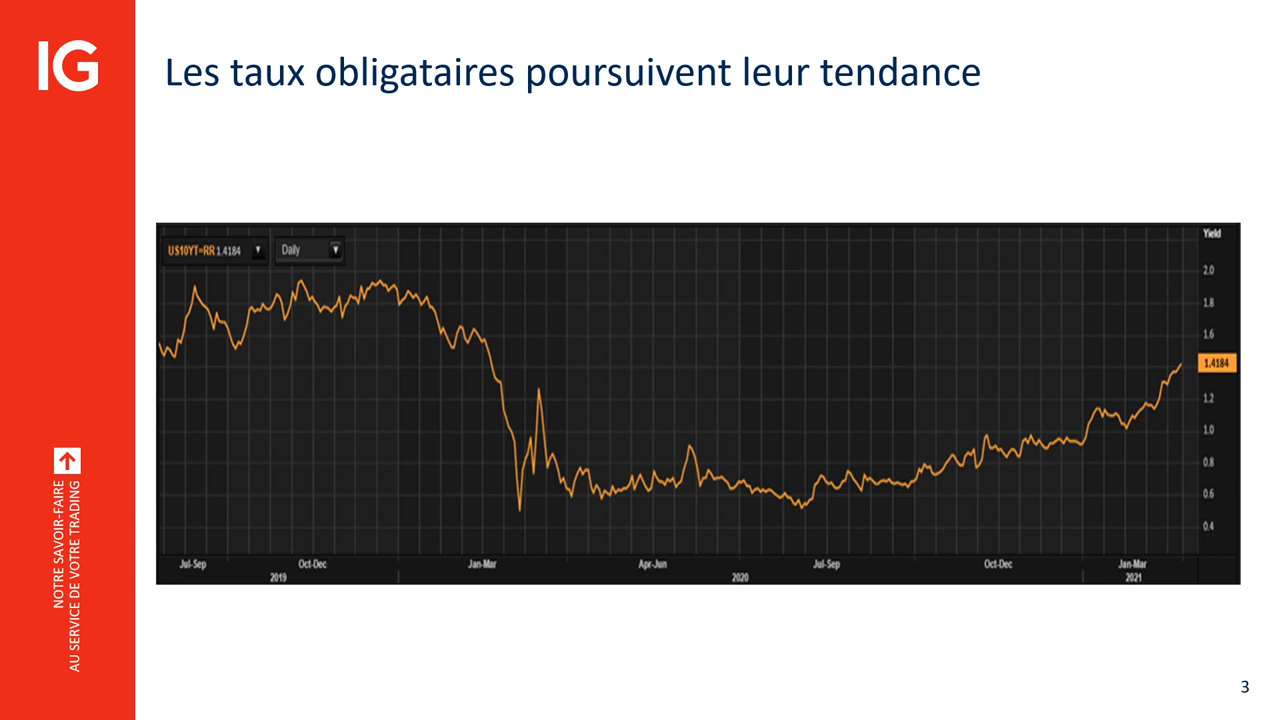 IG
Les taux obligataires poursuivent leur tendance
US10YT=RR 1.4184
Daily
Yield
2.0
1.8
1.6
1.4184
1.2
1.0
0.8
0.6
0.4
Jul-Sep Oct-Dec Jan-Mar Apr-Jun Jul-Sep Oct-Dec Jan-Mar
2019 2020 2021
NOTRE SAVOIR-FAIRE
AU SERVICE DE VOTRE TRADING
3